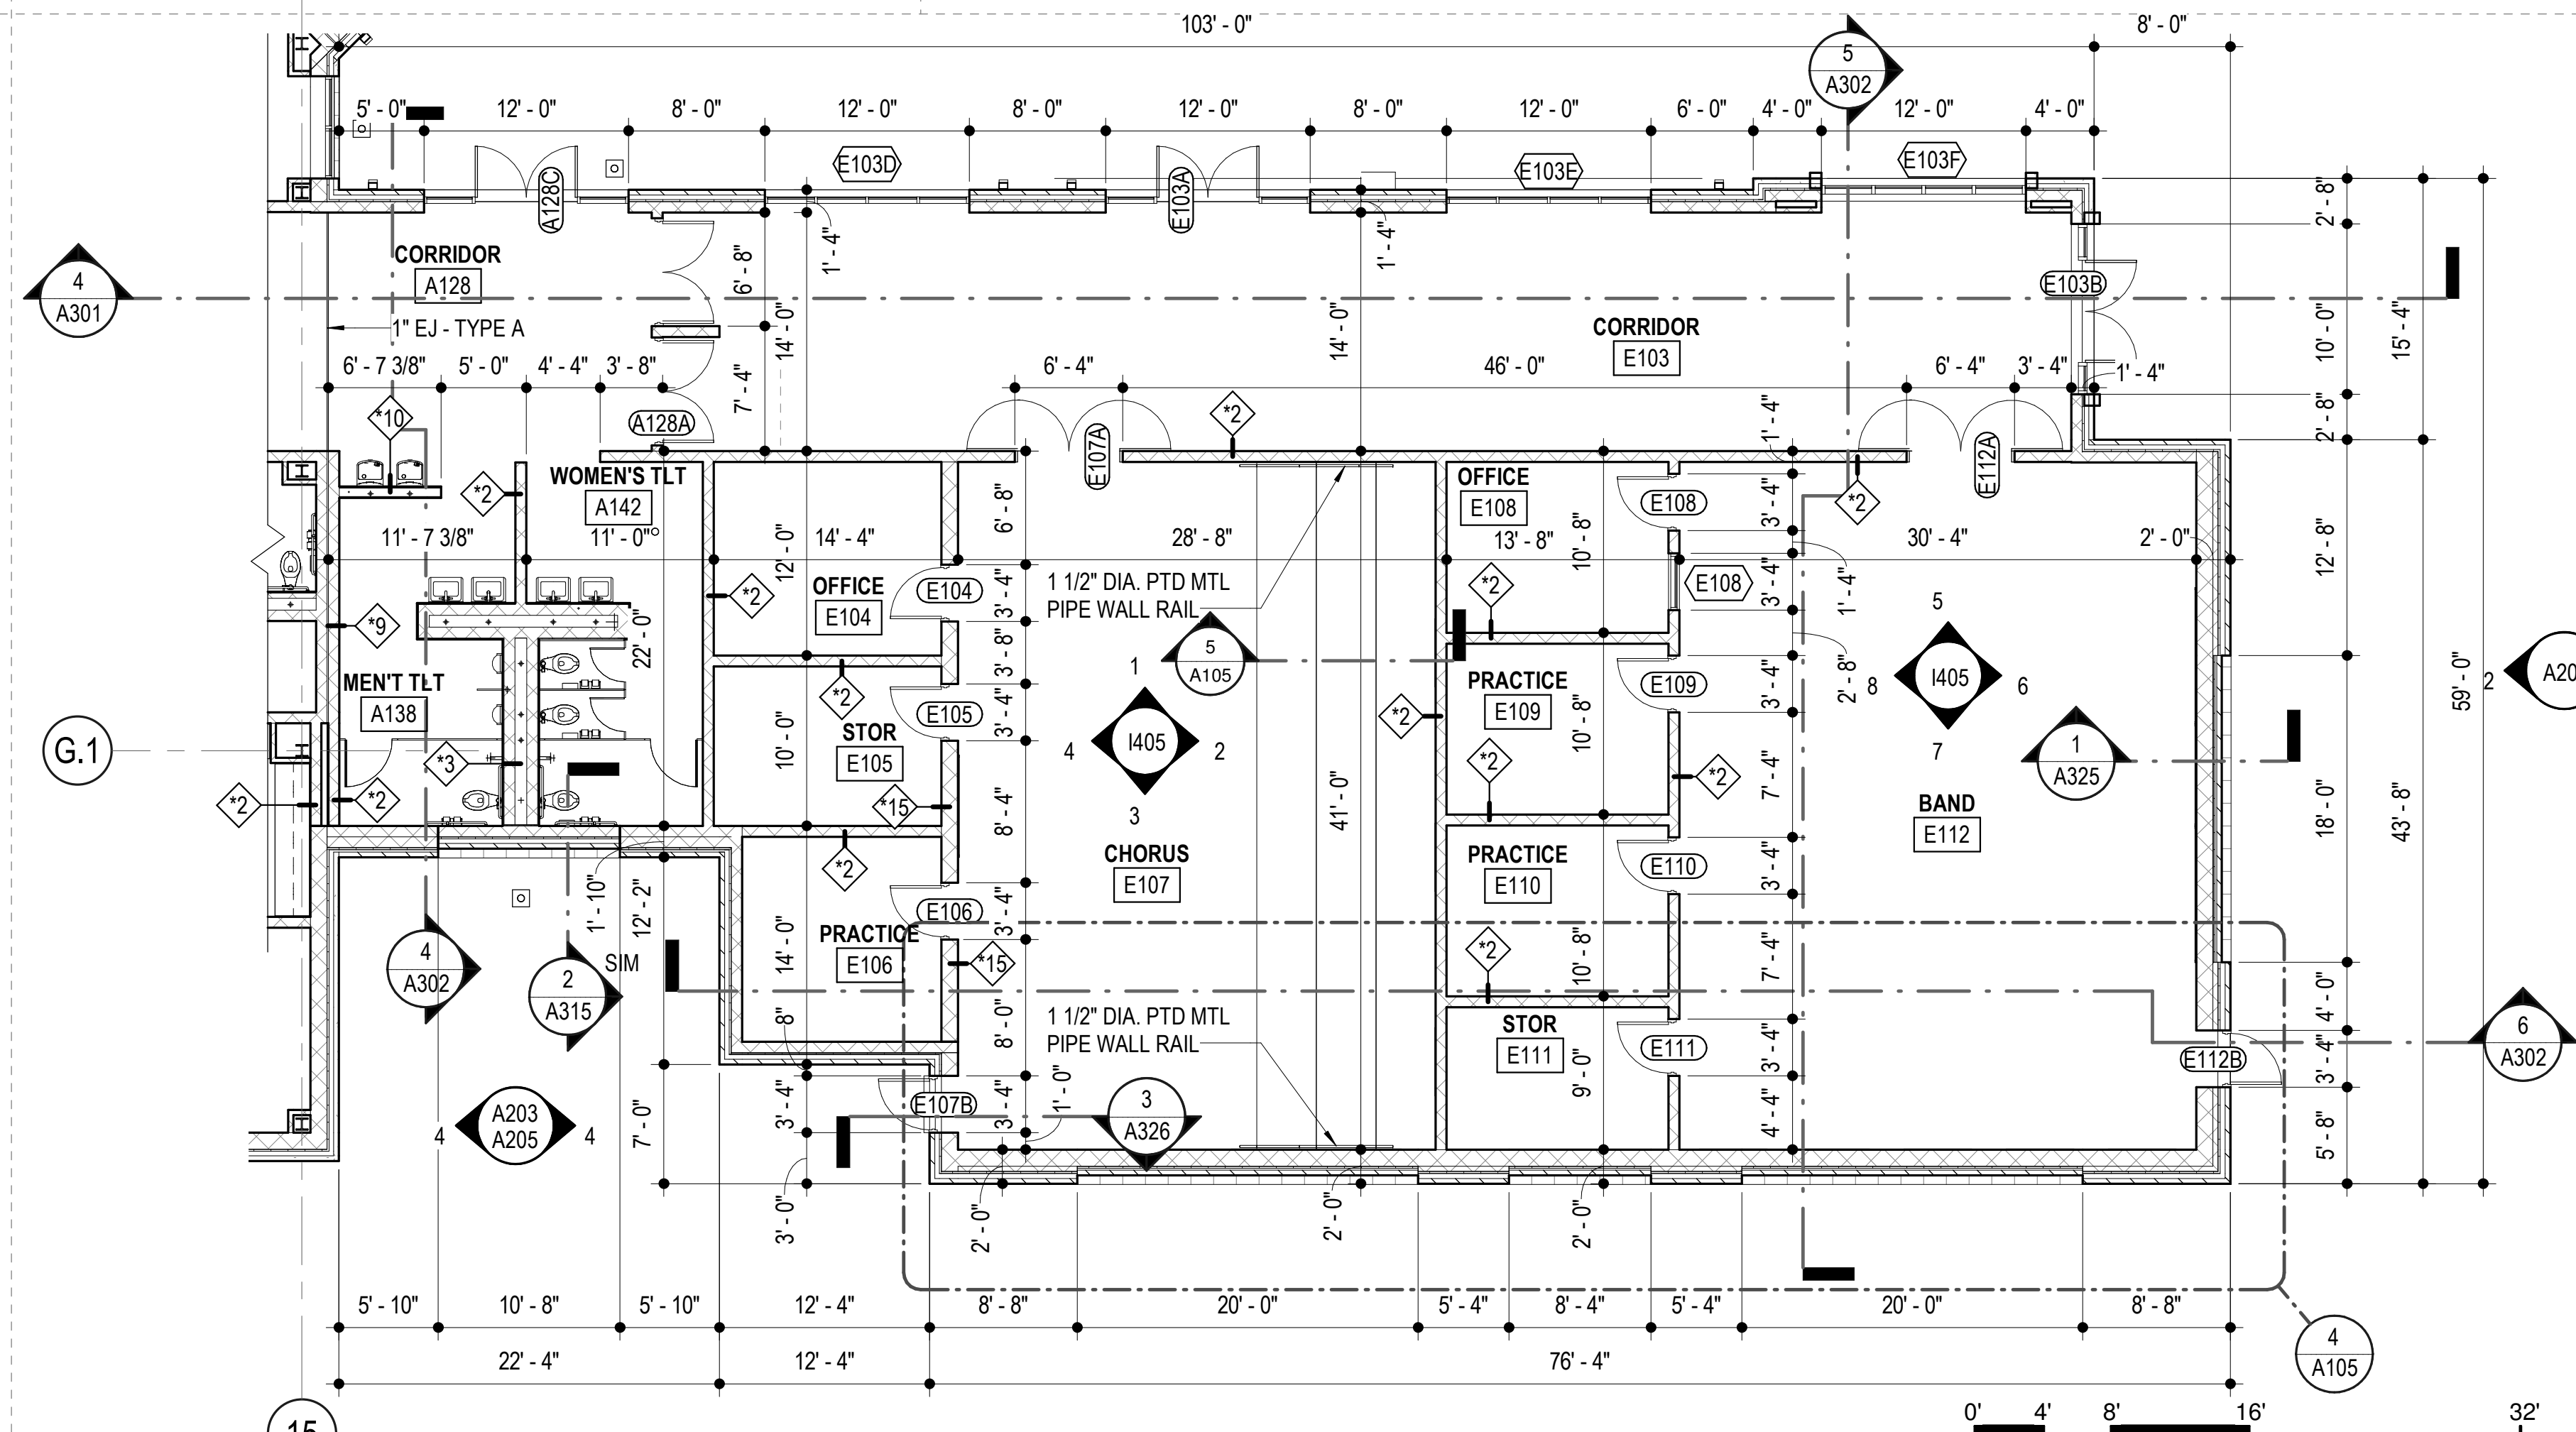 103' - 0"
8' - 0"
5
A302
5' - 0"
12' - 0"
8' - 0"
12' - 0"
8' - 0"
12' - 0"
8' - 0"
12' - 0"
6' - 0"
4' - 0"
12' - 0"
4' - 0"
A128C
E103D
E103A
E103E
E103F
2' - 8"
4
A301
CORRIDOR
A128
1" EJ - TYPE A
6' - 8"
1' - 4"
14' - 0"
1' - 4"
14' - 0"
CORRIDOR
E103
E103B
10' - 0"
15' - 4"
6' - 7 3/8"
5' - 0"
4' - 4"
3' - 8"
7' - 4"
6' - 4"
46' - 0"
6' - 4"
3' - 4"
1' - 4"
*10
A128A
*2
E107A
1' - 4"
E112A
2' - 8"
*2
WOMEN'S TLT
A142
6' - 8"
OFFICE
E108
E108
3' - 4"
*2
11' - 7 3/8"
11' - 0"
14' - 4"
12' - 0"
28' - 8"
13' - 8"
10' - 8"
30' - 4"
2' - 0"
12' - 8"
*9
22' - 0"
*2
OFFICE
E104
E104
3' - 4"
1 1/2" DIA. PTD MTL
PIPE WALL RAIL
*2
E108
3' - 4"
1' - 4"
MEN'T TLT
A138
*2
3' - 8"
1
5
A105
2' - 8"
5
8
I405
6
7
59' - 0"
2
A20
G.1
*3
*2
*2
10' - 0"
STOR
E105
E105
3' - 4"
*15
4
I405
2
3
*2
PRACTICE
E109
E109
3' - 4"
10' - 8"
*2
*2
7' - 4"
1
A325
18' - 0"
43' - 8"
8' - 4"
41' - 0"
BAND
E112
*2
CHORUS
E107
PRACTICE
E110
E110
3' - 4"
1' - 10"
12' - 2"
14' - 0"
PRACTICE
E106
E106
3' - 4"
*15
*2
10' - 8"
7' - 4"
4
A302
2
A315
SIM
8"
8' - 0"
1 1/2" DIA. PTD MTL
PIPE WALL RAIL
STOR
E111
E111
3' - 4"
9' - 0"
4' - 0"
E112B
3' - 4"
6
A302
4
A203
A205
4
7' - 0"
3' - 4"
E107B
3' - 4"
1' - 0"
3
A326
4' - 4"
5' - 8"
3' - 0"
2' - 0"
2' - 0"
2' - 0"
5' - 10"
10' - 8"
5' - 10"
12' - 4"
8' - 8"
20' - 0"
5' - 4"
8' - 4"
5' - 4"
20' - 0"
8' - 8"
22' - 4"
12' - 4"
76' - 4"
4
A105
15
0'
4'
8'
16'
32'